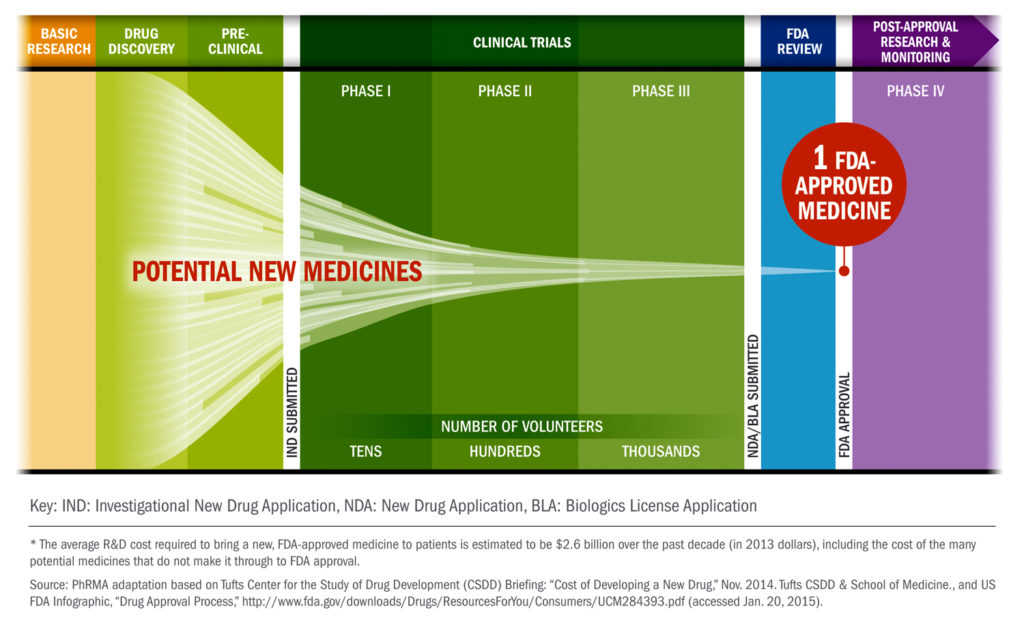 BASIC
RESEARCH
DRUG
DISCOVERY
PRE-
CLINICAL
CLINICAL TRIALS
FDA
REVIEW
POST-APPROVAL
RESEARCH &
MONITORING
PHASE I
PHASE II
PHASE III
PHASE IV
1 FDA-
APPROVED
MEDICINE
POTENTIAL NEW MEDICINES
IND SUBMITTED
NDA/BLA SUBMITTED
FDA APPROVAL
NUMBER OF VOLUNTEERS
TENS
HUNDREDS
THOUSANDS
Key: IND: Investigational New Drug Application, NDA: New Drug Application, BLA: Biologics License Application
* The average R&D cost required to bring a new, FDA-approved medicine to patients is estimated to be $2.6 billion over the past decade (in 2013 dollars), including the cost of the many
potential medicines that do not make it through to FDA approval.
Source: PhRMA adaptation based on Tufts Center for the Study of Drug Development (CSDD) Briefing: “Cost of Developing a New Drug,” Nov. 2014. Tufts CSDD & School of Medicine., and US
FDA Infographic, “Drug Approval Process,” http://www.fda.gov/downloads/Drugs/ResourcesForYou/Consumers/UCM284393.pdf (accessed Jan. 20, 2015).